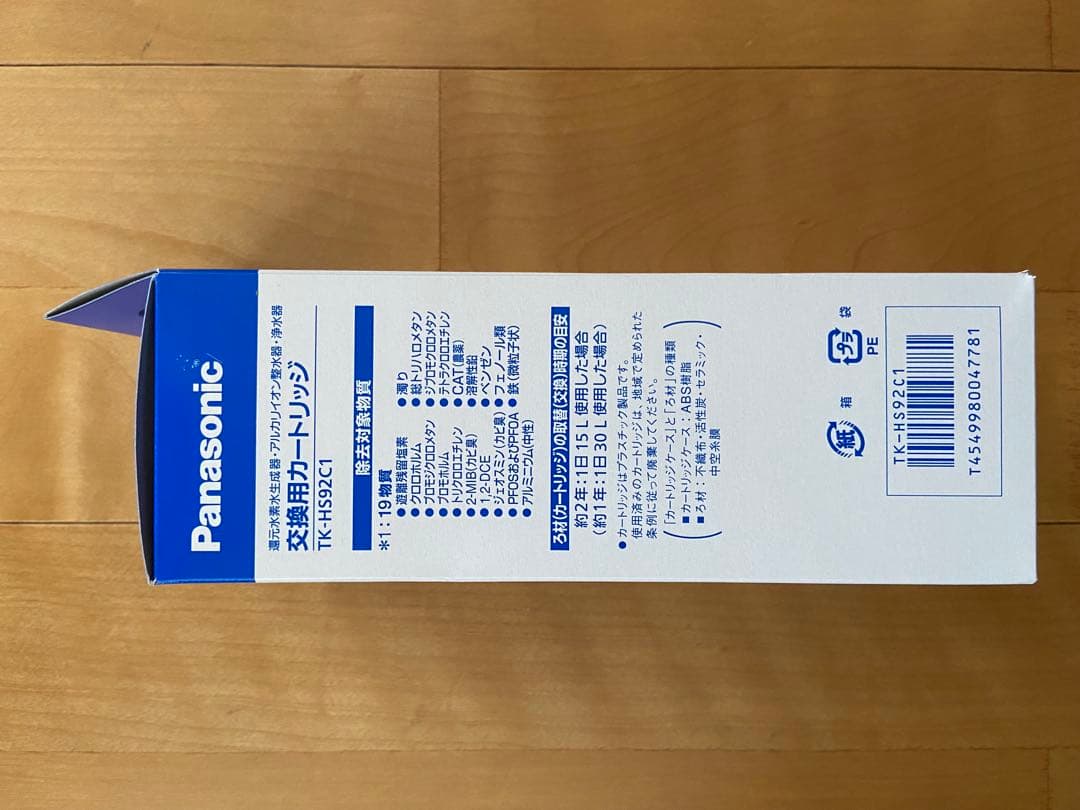 Panasonic
還元水素水生成器・アルカリイオン整水器・浄水器
交換用カートリッジ
TK-HS92C1
除去対象物質
*1:19物質
●遊離残留塩素 ●濁り
●クロロホルム ●総トリハロメタン
●ブロモジクロロメタン ●ジブロモクロロメタン
●ブロモホルム ●テトラクロロエチレン
●トリクロロエチレン ●CAT(農薬)
●2-MIB(カビ臭) ●溶解性鉛
●1,2-DCE ●ベンゼン
●ジェオスミン(カビ臭) ●フェノール類
●PFOSおよびPFOA ●鉄(微粒子状)
●アルミニウム(中性)
ろ材(カートリッジ)の取替(交換)時期の目安
約2年:1日15L使用した場合
(約1年:1日30L使用した場合)
●カートリッジはプラスチック製品です。
使用済みのカートリッジは、地域で定められた
条例に従って廃棄してください。
「カートリッジケース」と「ろ材」の種類
■カートリッジケース:ABS樹脂
■ろ材:不織布・活性炭・セラミック・
中空糸膜
紙 箱
プラ 袋
PE
TK-HS92C1
T4549980047781